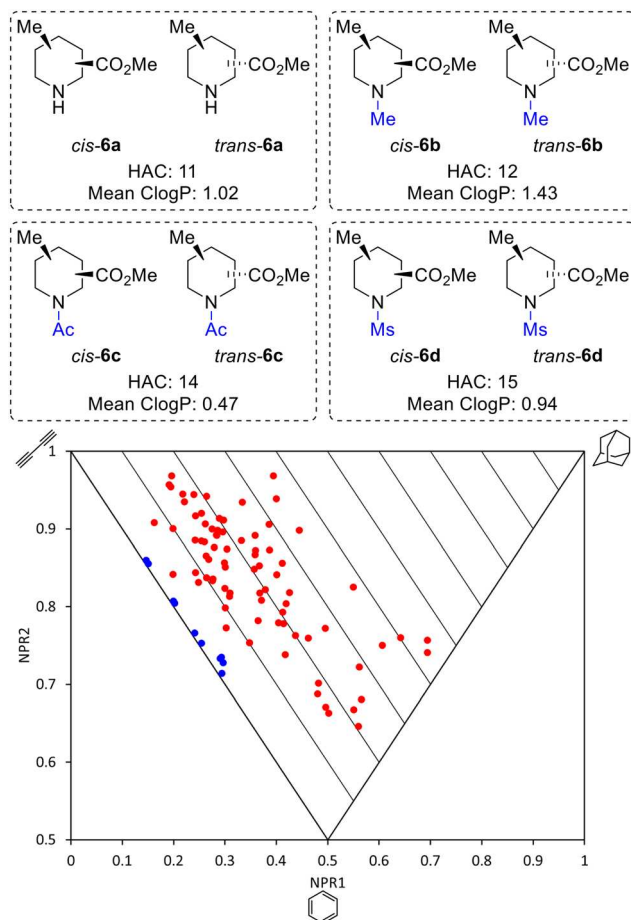 Me Me Me Me
CO2Me CO2Me CO2Me CO2Me
N N N N
H H Me Me
cis-6a trans-6a cis-6b trans-6b
HAC: 11 HAC: 12
Mean ClogP: 1.02 Mean ClogP: 1.43
Me Me Me Me
CO2Me CO2Me CO2Me CO2Me
N N N N
Ac Ac Ms Ms
cis-6c trans-6c cis-6d trans-6d
HAC: 14 HAC: 15
Mean ClogP: 0.47 Mean ClogP: 0.94
1
0.9
0.8
NPR2
0.7
0.6
0.5
0 0.1 0.2 0.3 0.4 0.5 0.6 0.7 0.8 0.9 1
NPR1